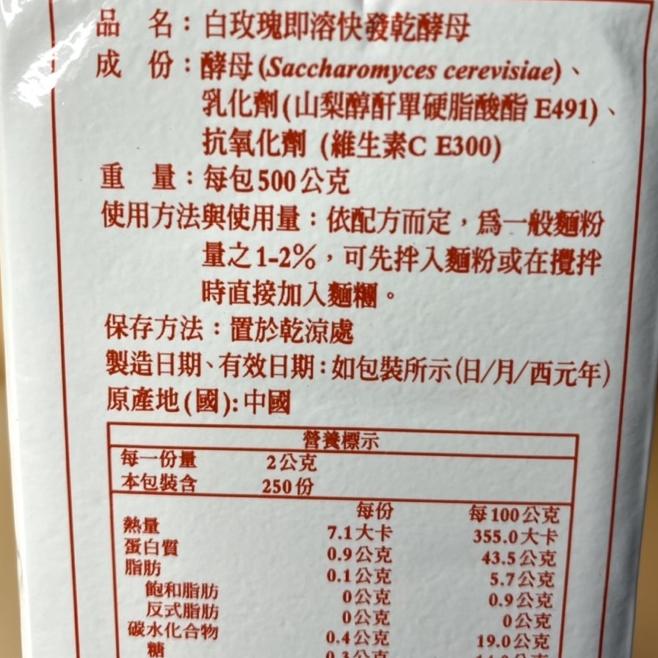 品　名：白玫瑰即溶快發乾酵母
成　份：酵母(Saccharomyces cerevisiae)、
乳化劑(山梨醇酐單硬脂酸酯 E491)、
抗氧化劑 (維生素C E300)
重　量：每包500公克
使用方法與使用量：依配方而定，為一般麵粉
量之1-2%，可先拌入麵粉或在攪拌
時直接加入麵糰。
保存方法：置於乾涼處
製造日期、有效日期：如包裝所示(日/月/西元年)
原產地(國):中國
營養標示
每一份量 2公克
本包裝含 250份
每份 每100公克
熱量 7.1大卡 355.0大卡
蛋白質 0.9公克 43.5公克
脂肪 0.1公克 5.7公克
飽和脂肪 0公克 0.9公克
反式脂肪 0公克 0公克
碳水化合物 0.4公克 19.0公克
糖